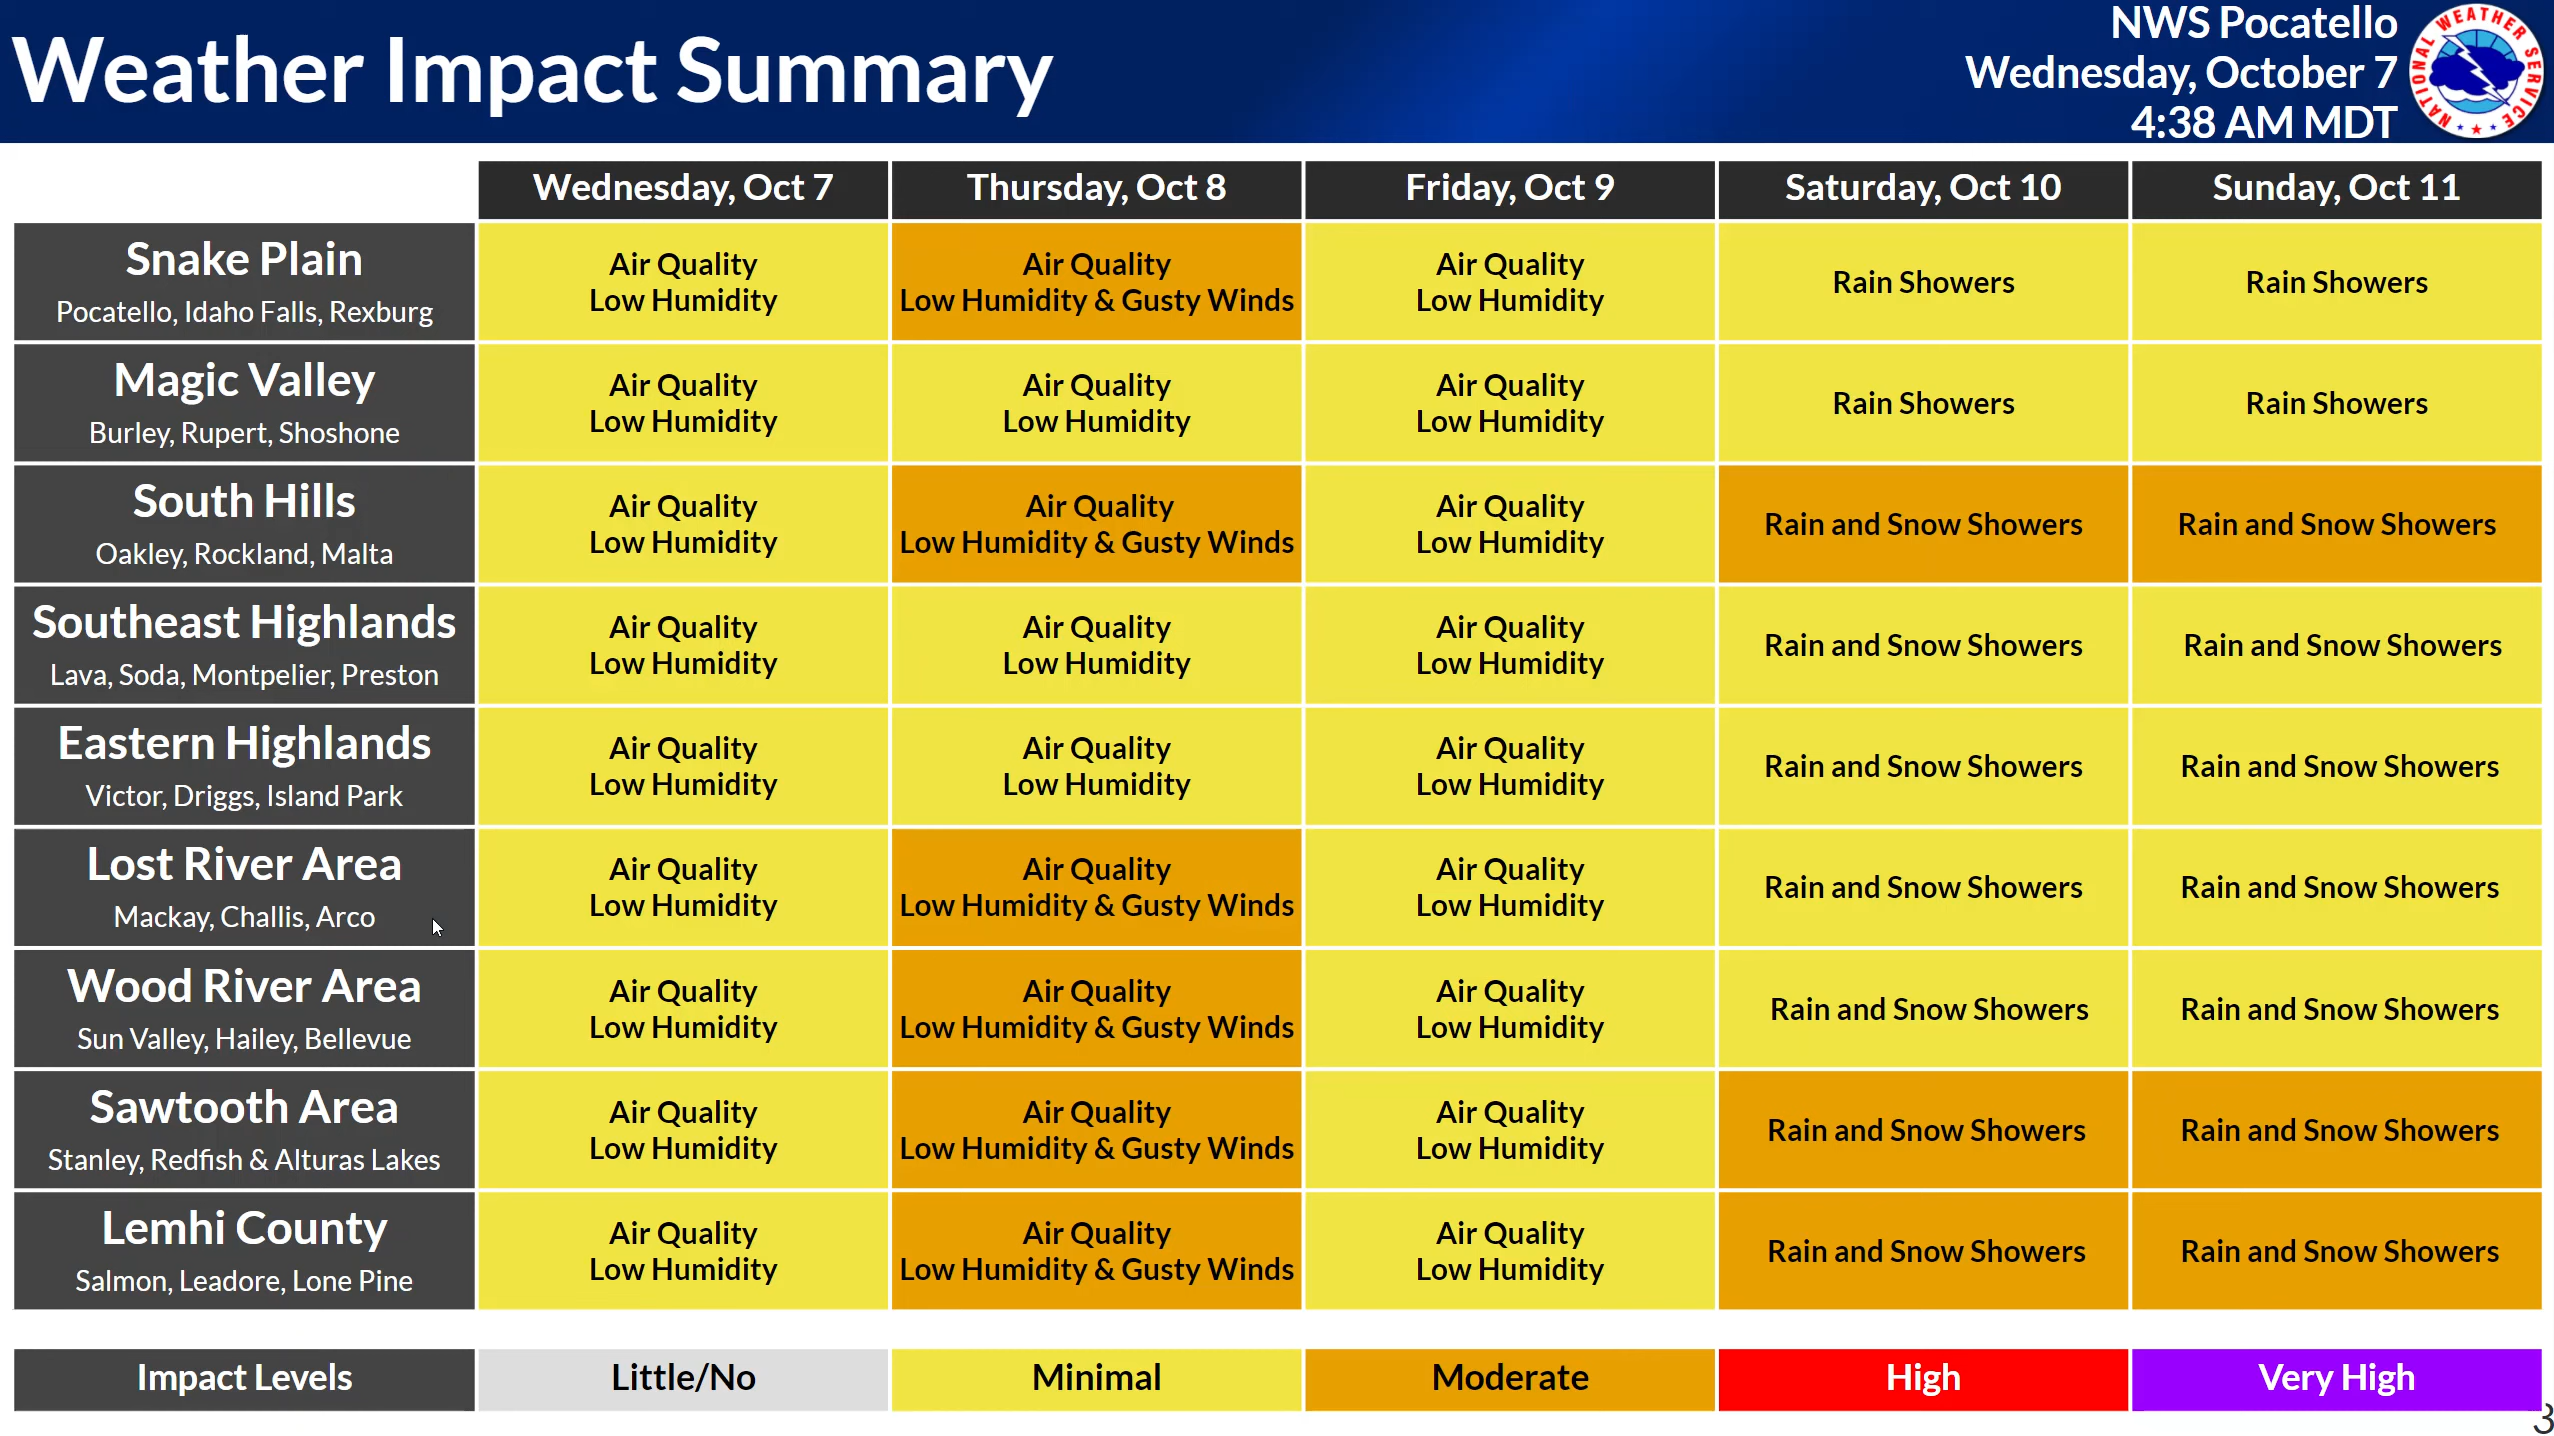 Weather Impact Summary
NWS Pocatello
Wednesday, October 7
4:38 AM MDT
NATIONAL WEATHER SERVICE
Wednesday, Oct 7
Thursday, Oct 8
Friday, Oct 9
Saturday, Oct 10
Sunday, Oct 11
Snake Plain
Pocatello, Idaho Falls, Rexburg
Air Quality
Low Humidity
Air Quality
Low Humidity & Gusty Winds
Air Quality
Low Humidity
Rain Showers
Rain Showers
Magic Valley
Burley, Rupert, Shoshone
Air Quality
Low Humidity
Air Quality
Low Humidity
Air Quality
Low Humidity
Rain Showers
Rain Showers
South Hills
Oakley, Rockland, Malta
Air Quality
Low Humidity
Air Quality
Low Humidity & Gusty Winds
Air Quality
Low Humidity
Rain and Snow Showers
Rain and Snow Showers
Southeast Highlands
Lava, Soda, Montpelier, Preston
Air Quality
Low Humidity
Air Quality
Low Humidity
Air Quality
Low Humidity
Rain and Snow Showers
Rain and Snow Showers
Eastern Highlands
Victor, Driggs, Island Park
Air Quality
Low Humidity
Air Quality
Low Humidity
Air Quality
Low Humidity
Rain and Snow Showers
Rain and Snow Showers
Lost River Area
Mackay, Challis, Arco
Air Quality
Low Humidity
Air Quality
Low Humidity & Gusty Winds
Air Quality
Low Humidity
Rain and Snow Showers
Rain and Snow Showers
Wood River Area
Sun Valley, Hailey, Bellevue
Air Quality
Low Humidity
Air Quality
Low Humidity & Gusty Winds
Air Quality
Low Humidity
Rain and Snow Showers
Rain and Snow Showers
Sawtooth Area
Stanley, Redfish & Alturas Lakes
Air Quality
Low Humidity
Air Quality
Low Humidity & Gusty Winds
Air Quality
Low Humidity
Rain and Snow Showers
Rain and Snow Showers
Lemhi County
Salmon, Leadore, Lone Pine
Air Quality
Low Humidity
Air Quality
Low Humidity & Gusty Winds
Air Quality
Low Humidity
Rain and Snow Showers
Rain and Snow Showers
Impact Levels
Little/No
Minimal
Moderate
High
Very High
3